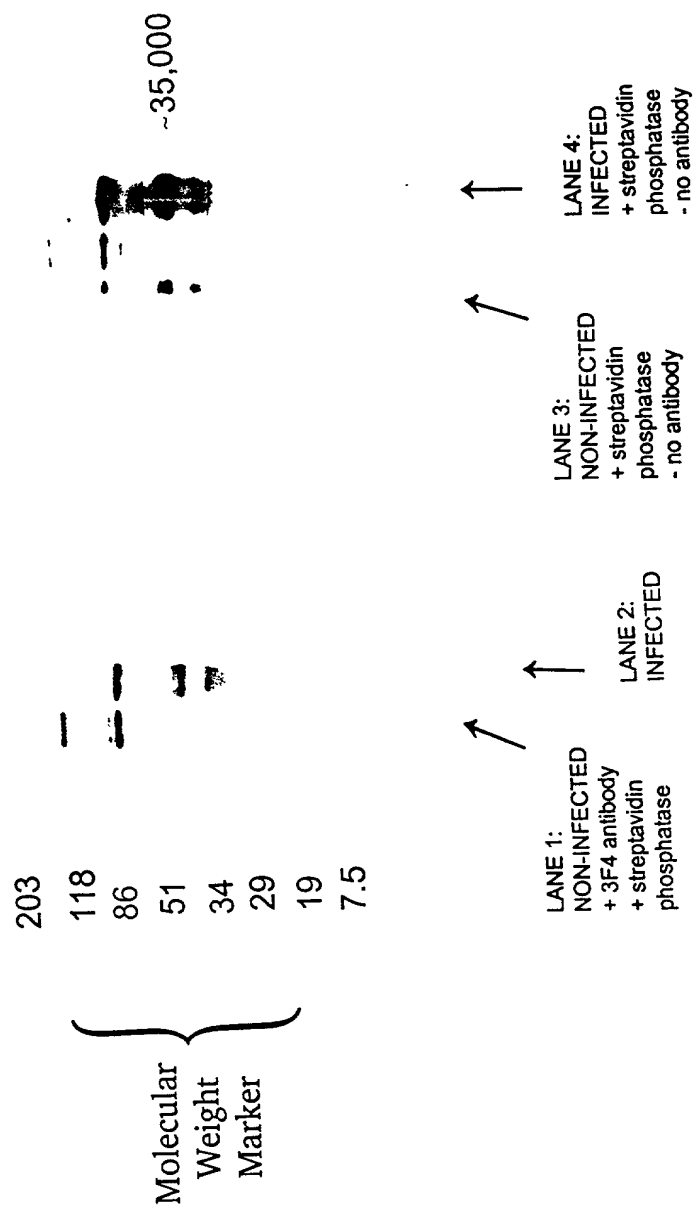 Molecular
Weight
Marker
203
118
86
51
34
29
19
7.5
~35,000
LANE 1:
NON-INFECTED
+ 3F4 antibody
+ streptavidin
phosphatase
LANE 2:
INFECTED
LANE 3:
NON-INFECTED
+ streptavidin
phosphatase
- no antibody
LANE 4:
INFECTED
+ streptavidin
phosphatase
- no antibody